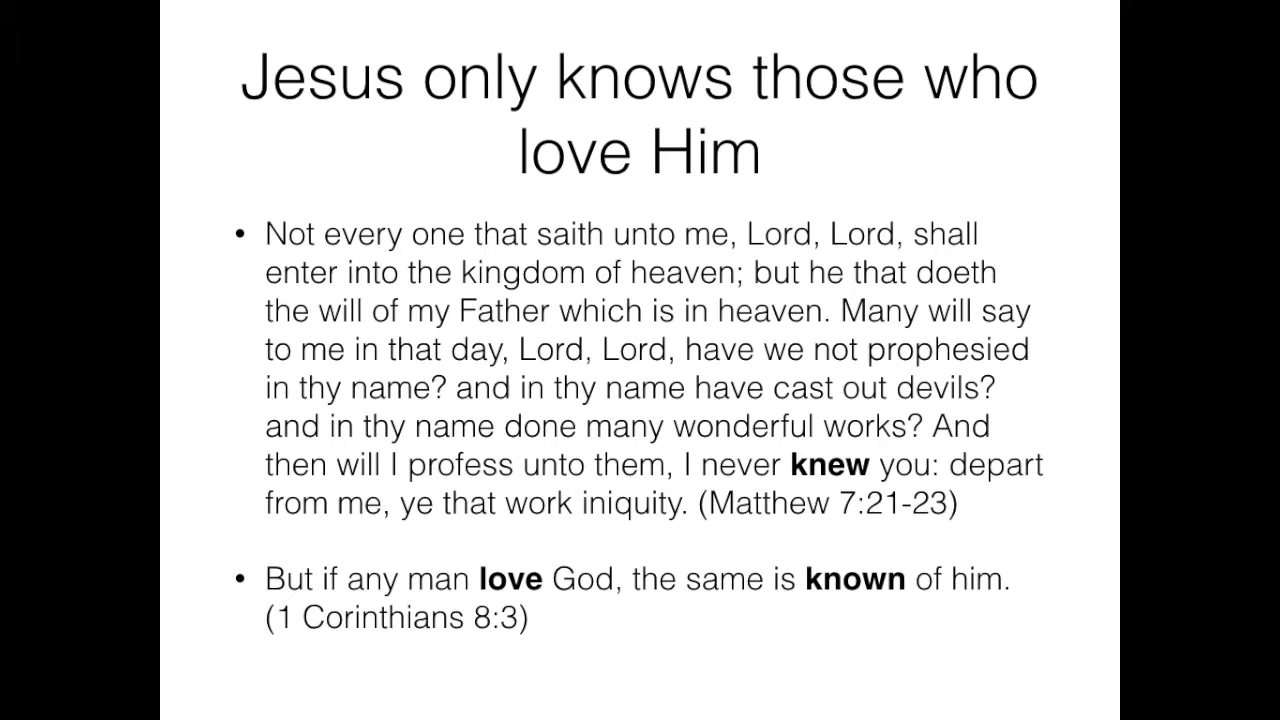 Jesus only knows those who
love Him
• Not every one that saith unto me, Lord, Lord, shall
enter into the kingdom of heaven; but he that doeth
the will of my Father which is in heaven. Many will say
to me in that day, Lord, Lord, have we not prophesied
in thy name? and in thy name have cast out devils?
and in thy name done many wonderful works? And
then will I profess unto them, I never knew you: depart
from me, ye that work iniquity. (Matthew 7:21-23)
• But if any man love God, the same is known of him.
(1 Corinthians 8:3)